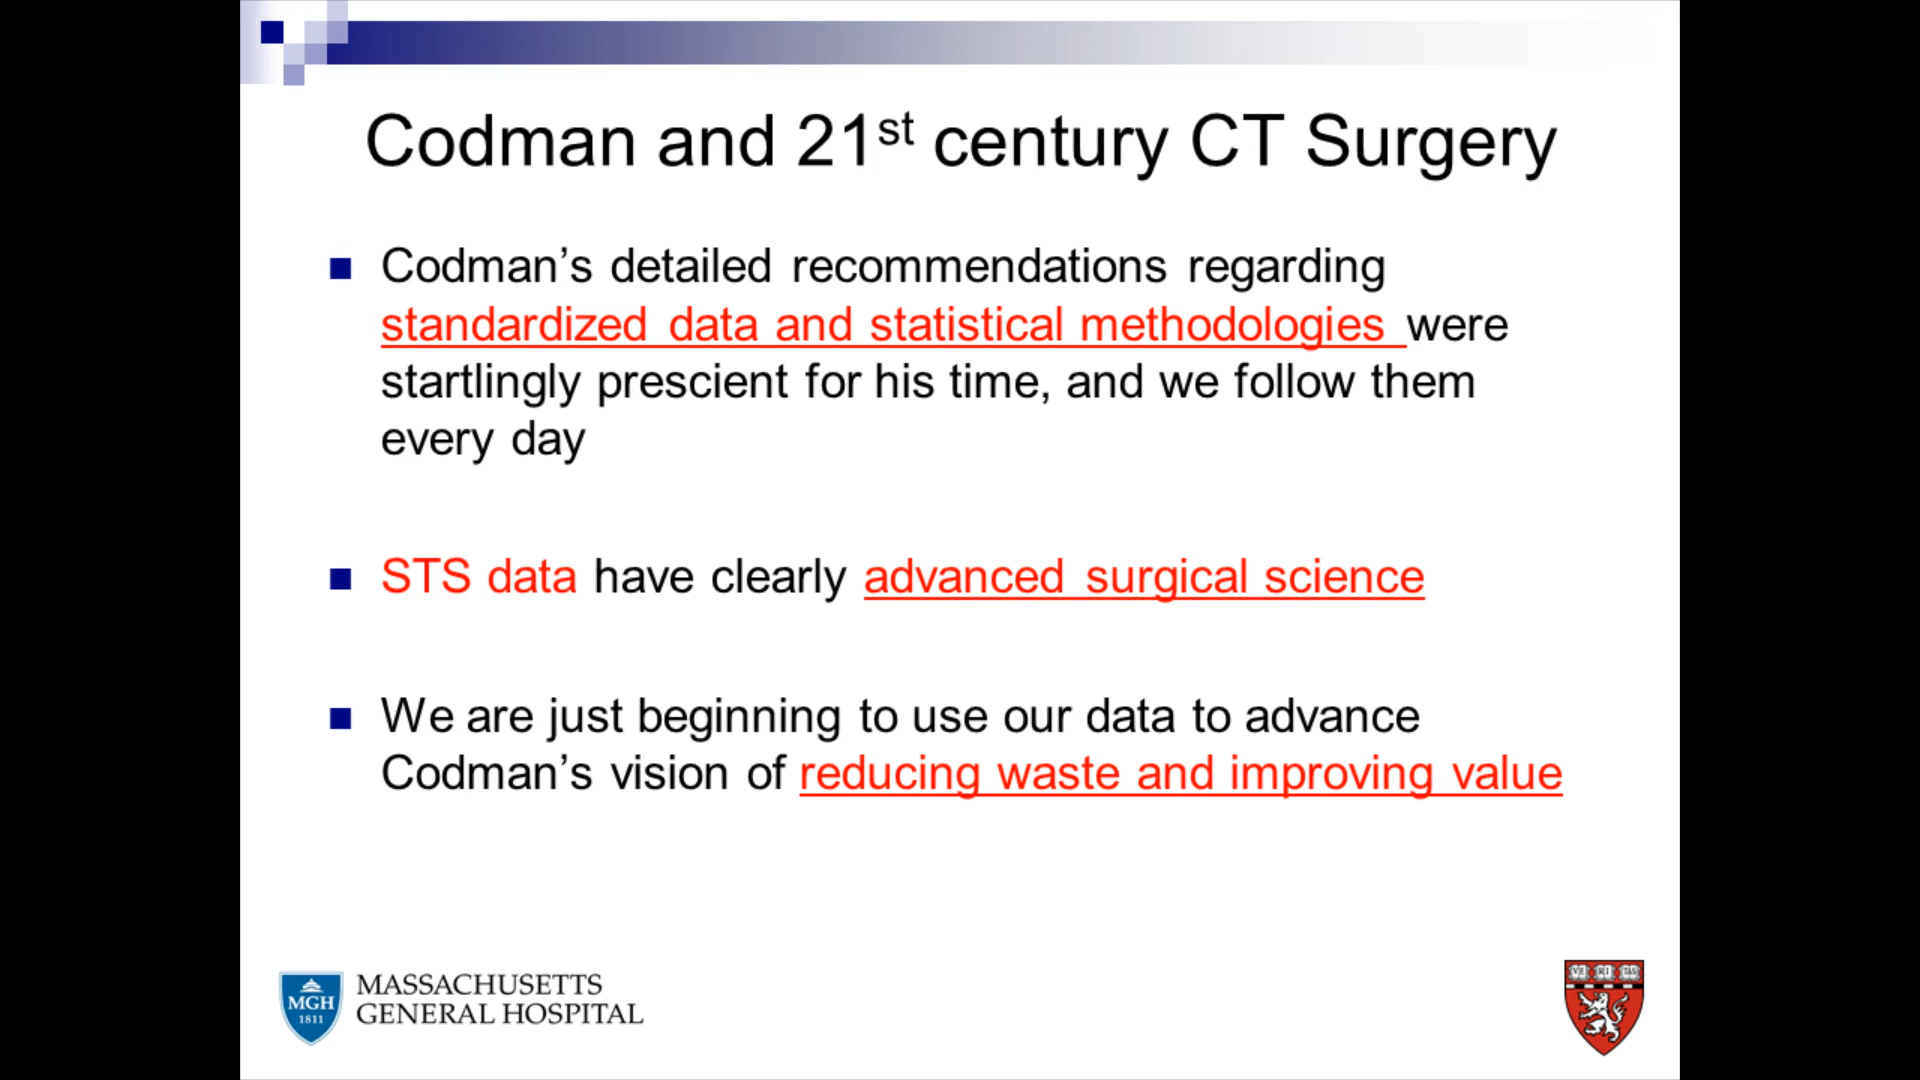 Codman and 21st century CT Surgery
Codman’s detailed recommendations regarding
standardized data and statistical methodologies were
startlingly prescient for his time, and we follow them
every day
STS data have clearly advanced surgical science
We are just beginning to use our data to advance
Codman’s vision of reducing waste and improving value
MGH
1811
MASSACHUSETTS
GENERAL HOSPITAL
VE RI TAS